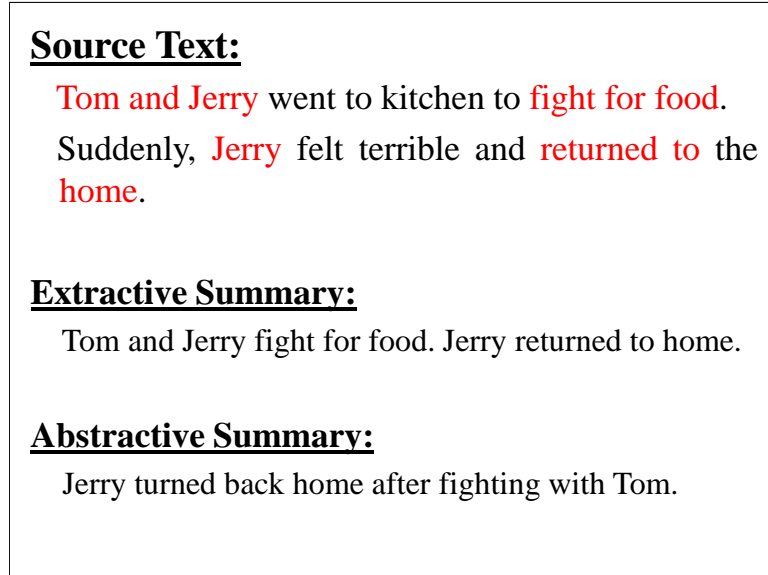 Source Text:
Tom and Jerry went to kitchen to fight for food.
Suddenly, Jerry felt terrible and returned to the
home.
Extractive Summary:
Tom and Jerry fight for food. Jerry returned to home.
Abstractive Summary:
Jerry turned back home after fighting with Tom.